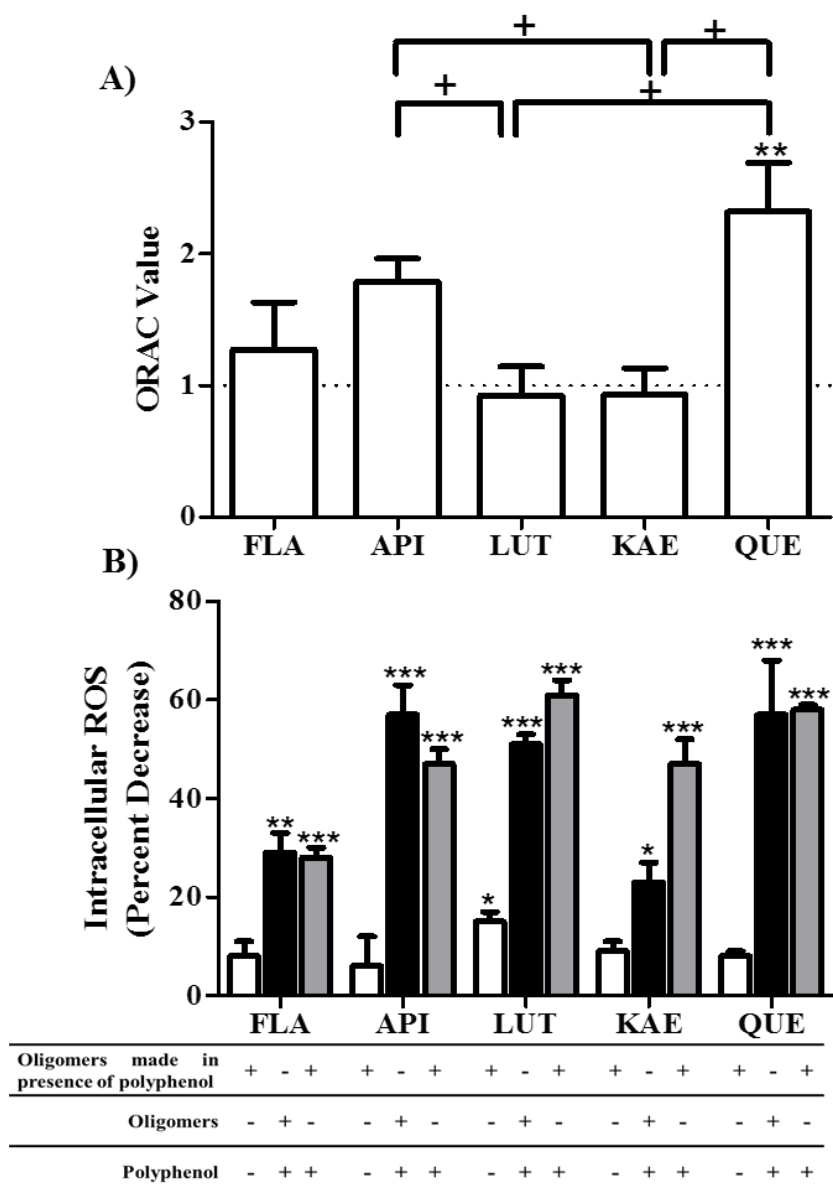 + +
A) + +
3
**
2
ORAC Value
1
0
FLA API LUT KAE QUE
B)
80
*** *** *** ***
60
*** *** ***
Intracellular ROS
(Percent Decrease)
40
** ***
20
* *
0
FLA API LUT KAE QUE
Oligomers made in
presence of polyphenol + - + + - + + - + + - + + - +
Oligomers - + - - + - - + - - + - - + -
Polyphenol - + + - + + - + + - + + - + +